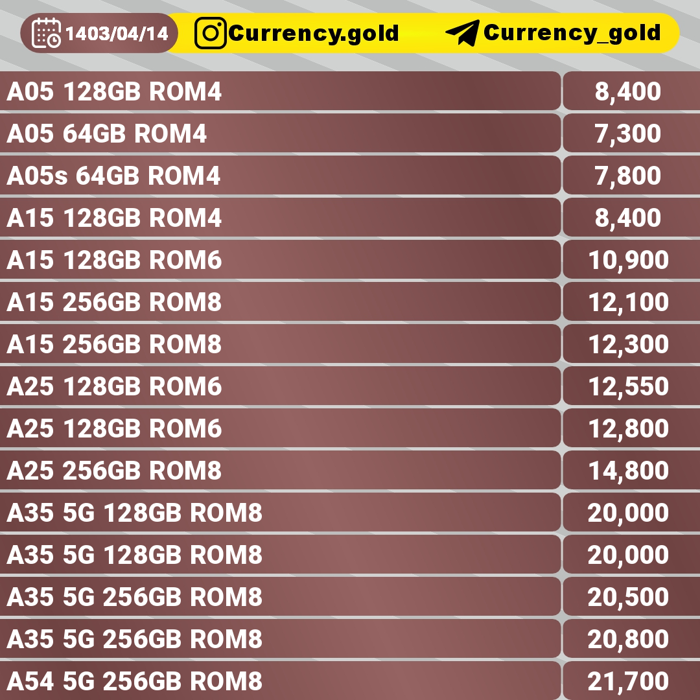 1403/04/14 Currency.gold Currency_gold
A05 128GB ROM4 8,400
A05 64GB ROM4 7,300
A05s 64GB ROM4 7,800
A15 128GB ROM4 8,400
A15 128GB ROM6 10,900
A15 256GB ROM8 12,100
A15 256GB ROM8 12,300
A25 128GB ROM6 12,550
A25 128GB ROM6 12,800
A25 256GB ROM8 14,800
A35 5G 128GB ROM8 20,000
A35 5G 128GB ROM8 20,000
A35 5G 256GB ROM8 20,500
A35 5G 256GB ROM8 20,800
A54 5G 256GB ROM8 21,700